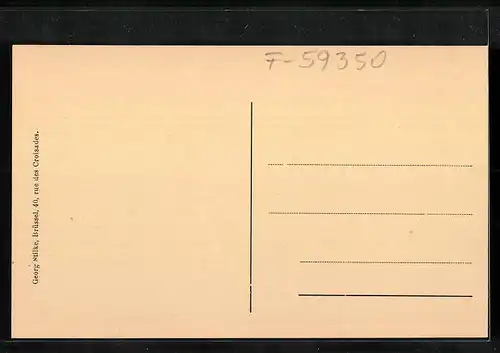 F-59350
Georg Stilke, Brüssel, 40, rue des Croisades.